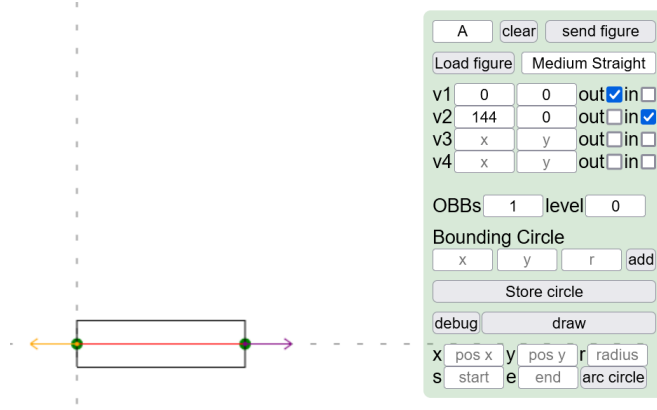 A clear send figure
Load figure Medium Straight
v1 0 0 out in
v2 144 0 out in
v3 x y out in
v4 x y out in
OBBs 1 level 0
Bounding Circle
x y r add
Store circle
debug draw
x pos x y pos y r radius
s start e end arc circle